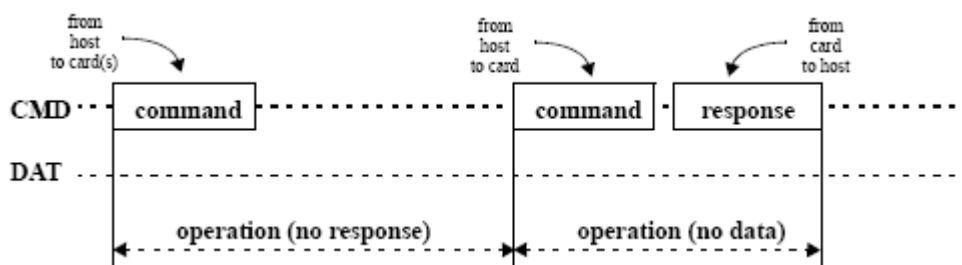 from
host
to card(s)
from
host
to card
from
card
to host
CMD command command response
DAT
operation (no response) operation (no data)